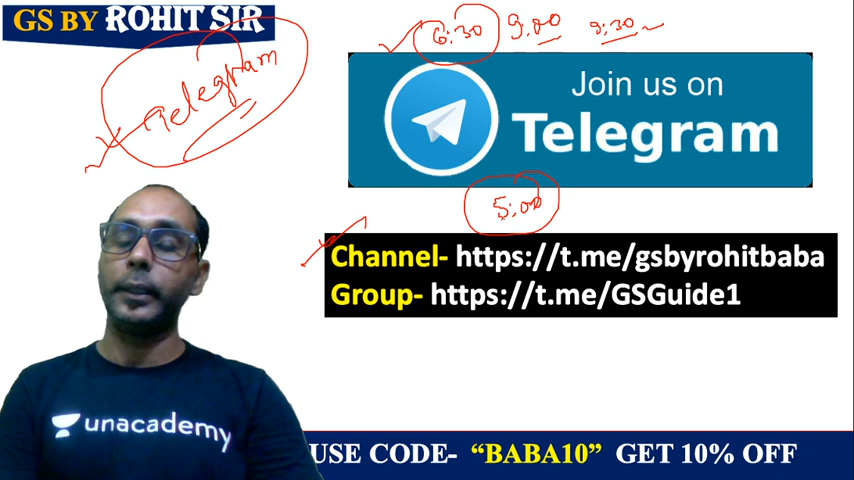 GS BY ROHIT SIR
6:30 9:00 9:30
Telegram
Join us on
Telegram
5:00
Channel- https://t.me/gsbyrohitbaba
Group- https://t.me/GSGuide1
unacademy
USE CODE- “BABA10” GET 10% OFF